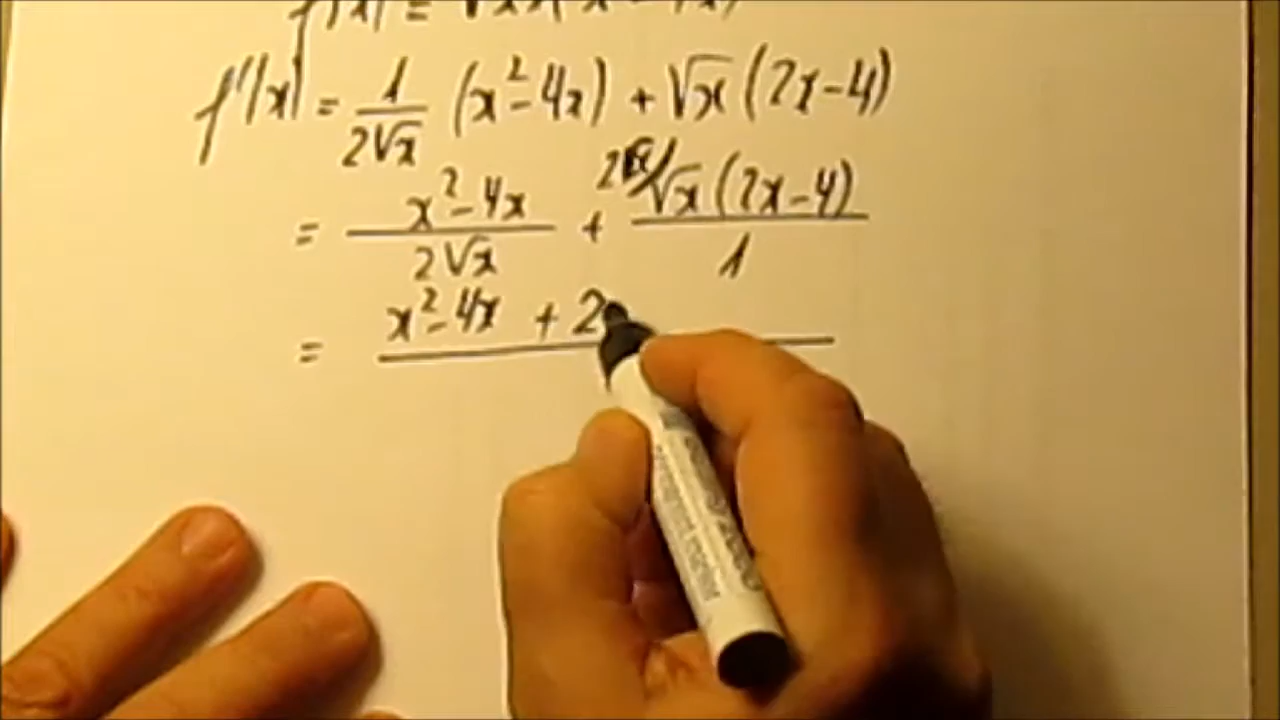 f'(x) = 1/(2√x) (x² - 4x) + √x (2x-4)
= (x² - 4x)/(2√x) + 2√x/ √x (2x-4)/1
= x² - 4x + 2